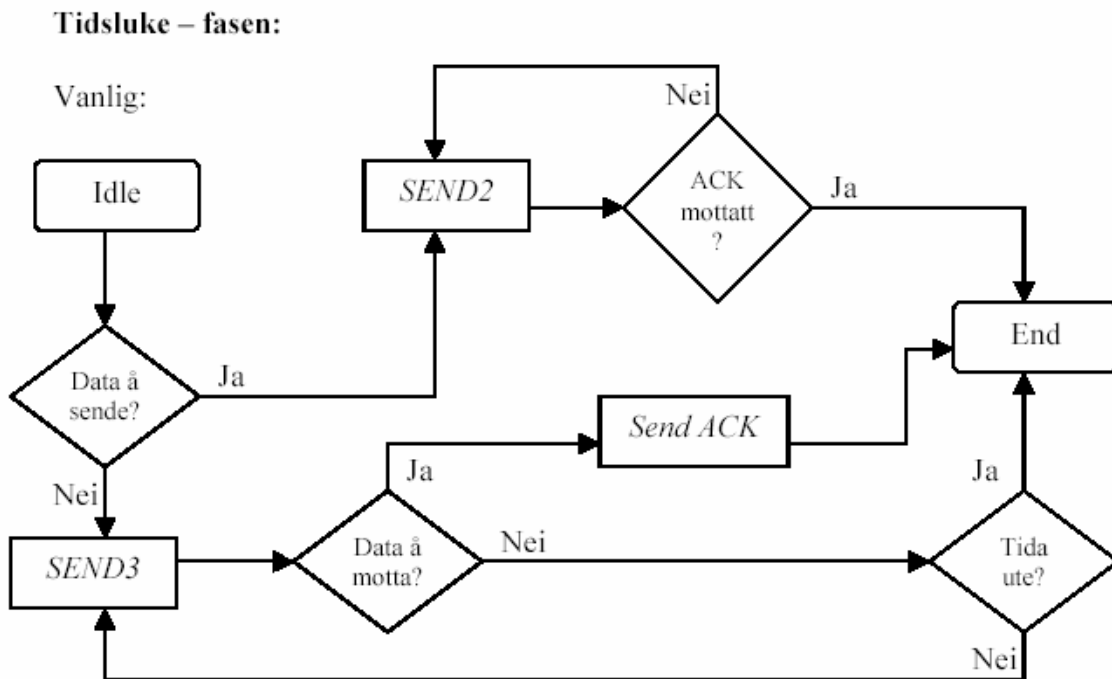 Tidsluke – fasen:
Vanlig:
Nei
Idle
SEND2
ACK
mottatt
?
Ja
End
Data å
sende?
Ja
Send ACK
Nei
Ja
Ja
SEND3
Data å
motta?
Nei
Tida
ute?
Nei